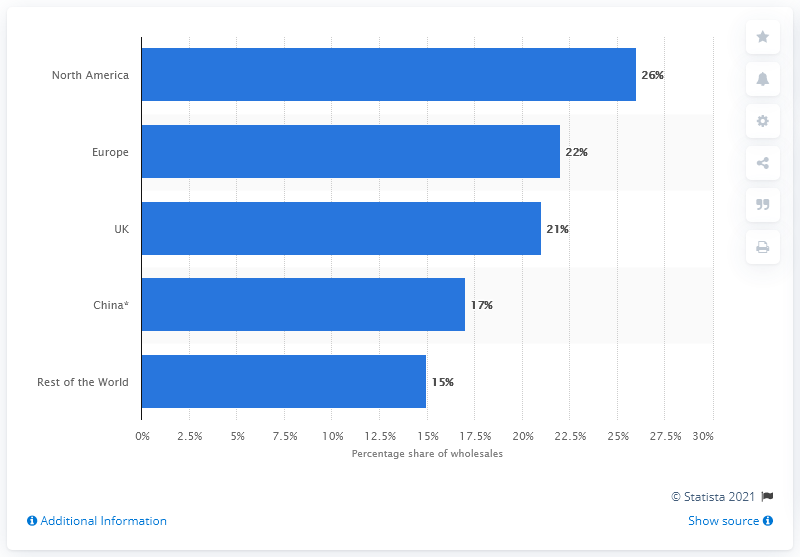 North America
26%
Europe
22%
UK
21%
China*
17%
Rest of the World
15%
0% 2.5% 5% 7.5% 10% 12.5% 15% 17.5% 20% 22.5% 25% 27.5% 30%
Percentage share of wholesales
© Statista 2021
Additional Information
Show source